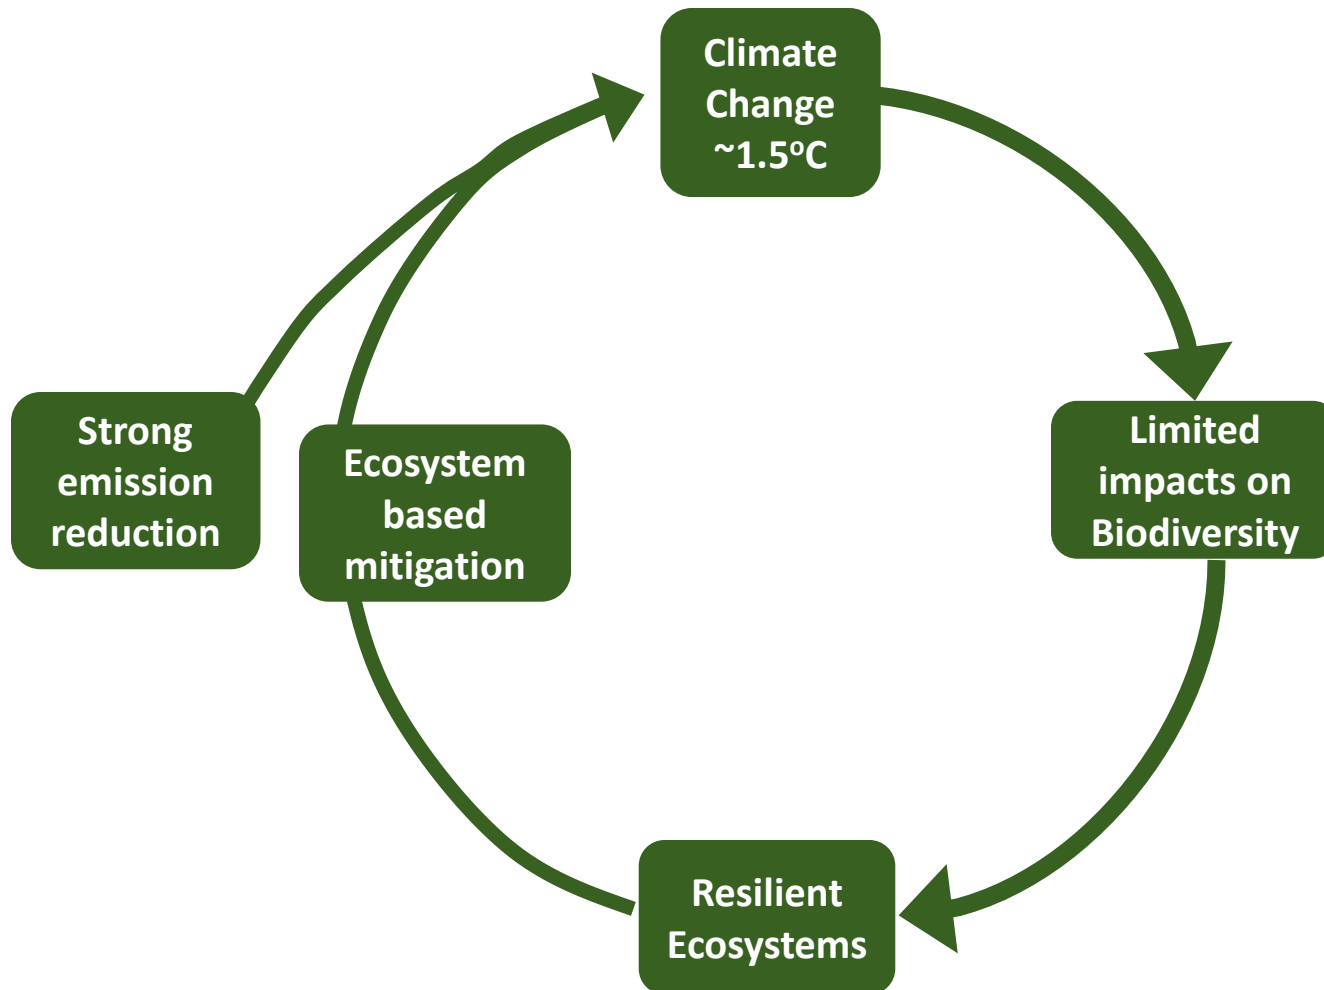 Climate
Change
~1.5ºC
Strong
emission
reduction
Ecosystem
based
mitigation
Limited
impacts on
Biodiversity
Resilient
Ecosystems